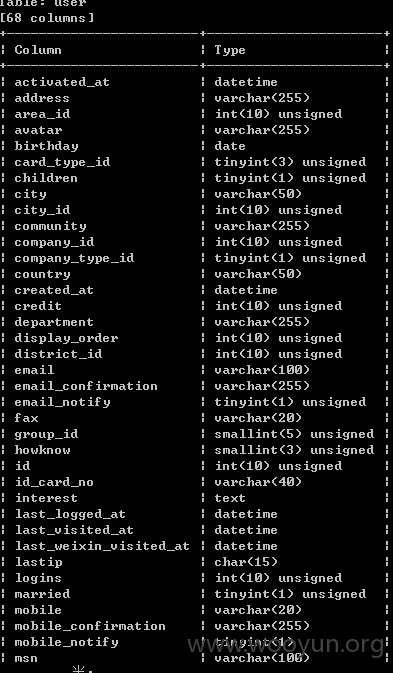 Table: user
[68 columns]
Column | Type
activated_at | datetime
address | varchar(255)
area_id | int(10) unsigned
avatar | varchar(255)
birthday | date
card_type_id | tinyint(3) unsigned
children | tinyint(1) unsigned
city | varchar(50)
city_id | int(10) unsigned
community | varchar(255)
company_id | int(10) unsigned
company_type_id | tinyint(1) unsigned
country | varchar(50)
created_at | datetime
credit | int(10) unsigned
department | varchar(255)
display_order | int(10) unsigned
district_id | int(10) unsigned
email | varchar(100)
email_confirmation | varchar(255)
email_notify | tinyint(1) unsigned
fax | varchar(20)
group_id | smallint(5) unsigned
howknow | smallint(3) unsigned
id | int(10) unsigned
id_card_no | varchar(40)
interest | text
last_logged_at | datetime
last_visited_at | datetime
last_weixin_visited_at | datetime
lastip | char(15)
logins | int(10) unsigned
married | tinyint(1) unsigned
mobile | varchar(20)
mobile_confirmation | varchar(255)
mobile_notify | tinyint(1)
msn | varchar(100)
www.wooyun.org